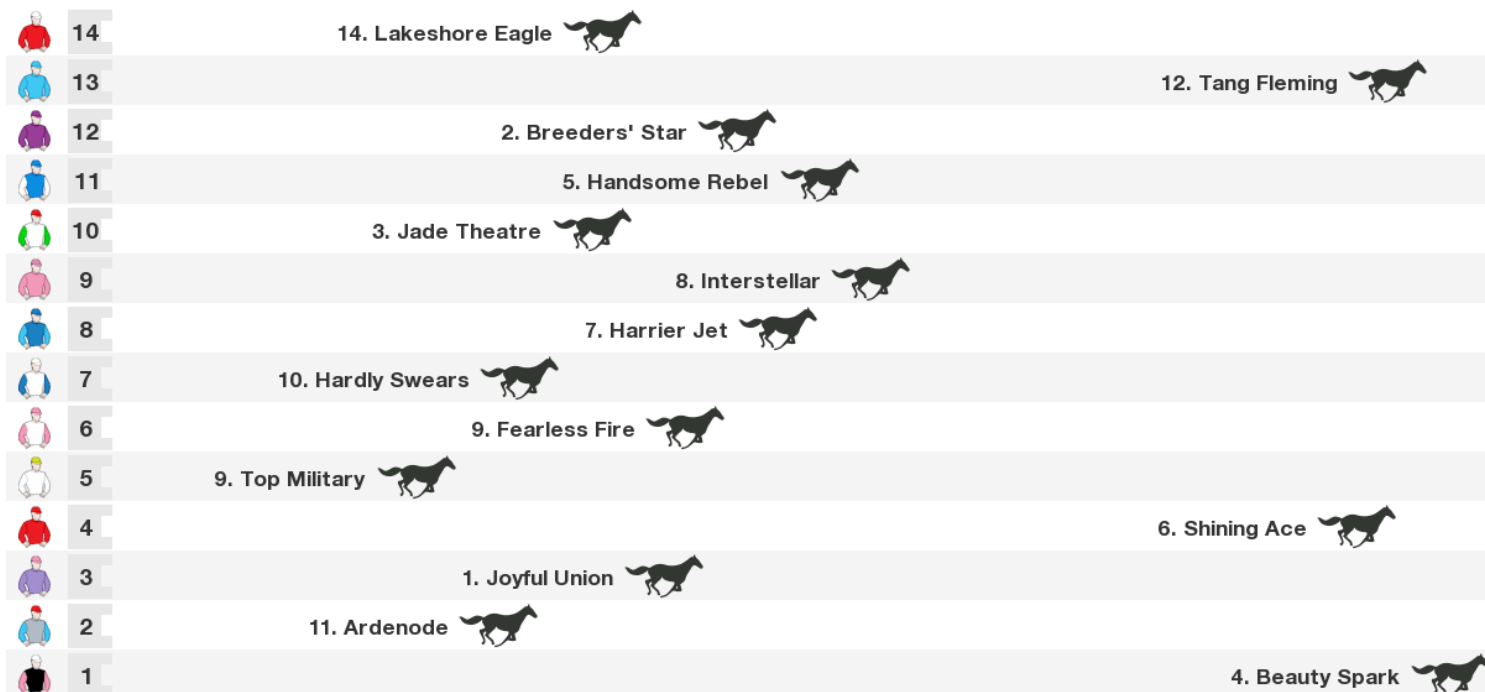 14 14. Lakeshore Eagle
13 12. Tang Fleming
12 2. Breeders' Star
11 5. Handsome Rebel
10 3. Jade Theatre
9 8. Interstellar
8 7. Harrier Jet
7 10. Hardly Swears
6 9. Fearless Fire
5 9. Top Military
4 6. Shining Ace
3 1. Joyful Union
2 11. Ardenode
1 4. Beauty Spark